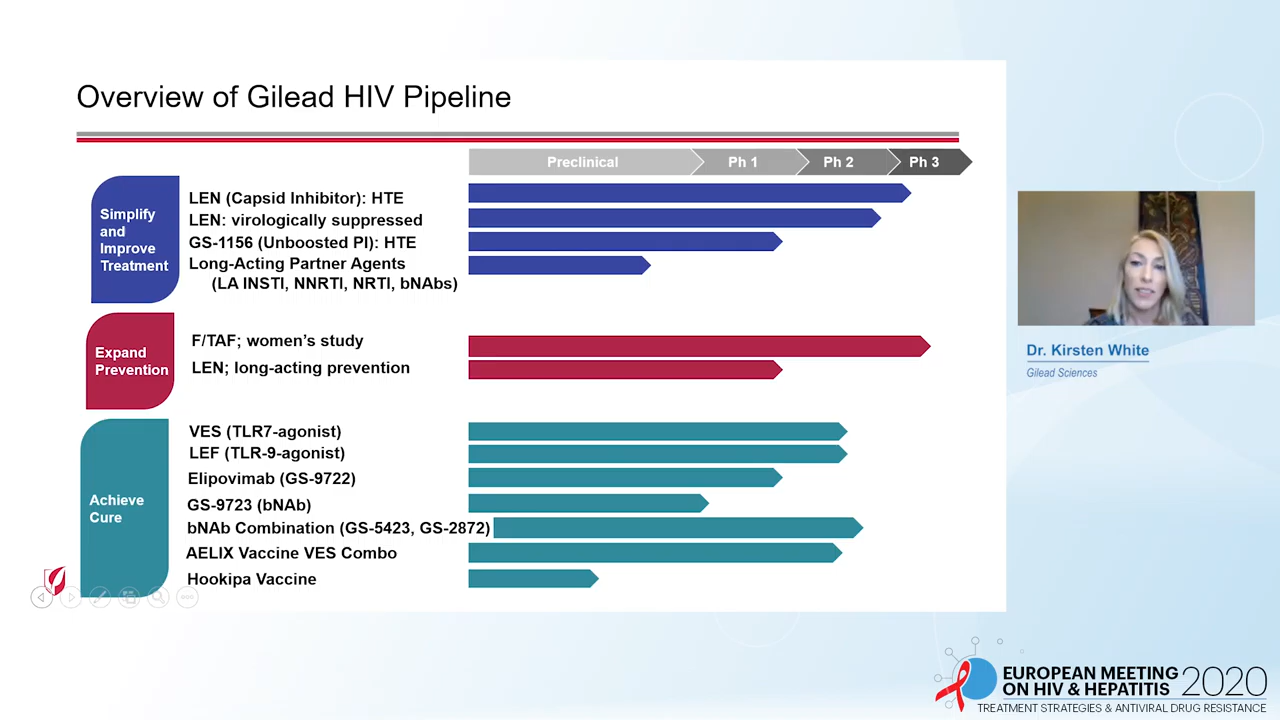 Overview of Gilead HIV Pipeline
Preclinical
Ph 1
Ph 2
Ph 3
Simplify
and
Improve
Treatment
LEN (Capsid Inhibitor): HTE
LEN: virologically suppressed
GS-1156 (Unboosted PI): HTE
Long-Acting Partner Agents
(LA INSTI, NNRTI, NRTI, bNAbs)
Expand
Prevention
F/TAF; women’s study
LEN; long-acting prevention
Achieve
Cure
VES (TLR7-agonist)
LEF (TLR-9-agonist)
Elipovimab (GS-9722)
GS-9723 (bNAb)
bNAb Combination (GS-5423, GS-2872)
AELIX Vaccine VES Combo
Hookipa Vaccine
Dr. Kirsten White
Gilead Sciences
EUROPEAN MEETING
ON HIV & HEPATITIS
2020
TREATMENT STRATEGIES & ANTIVIRAL DRUG RESISTANCE